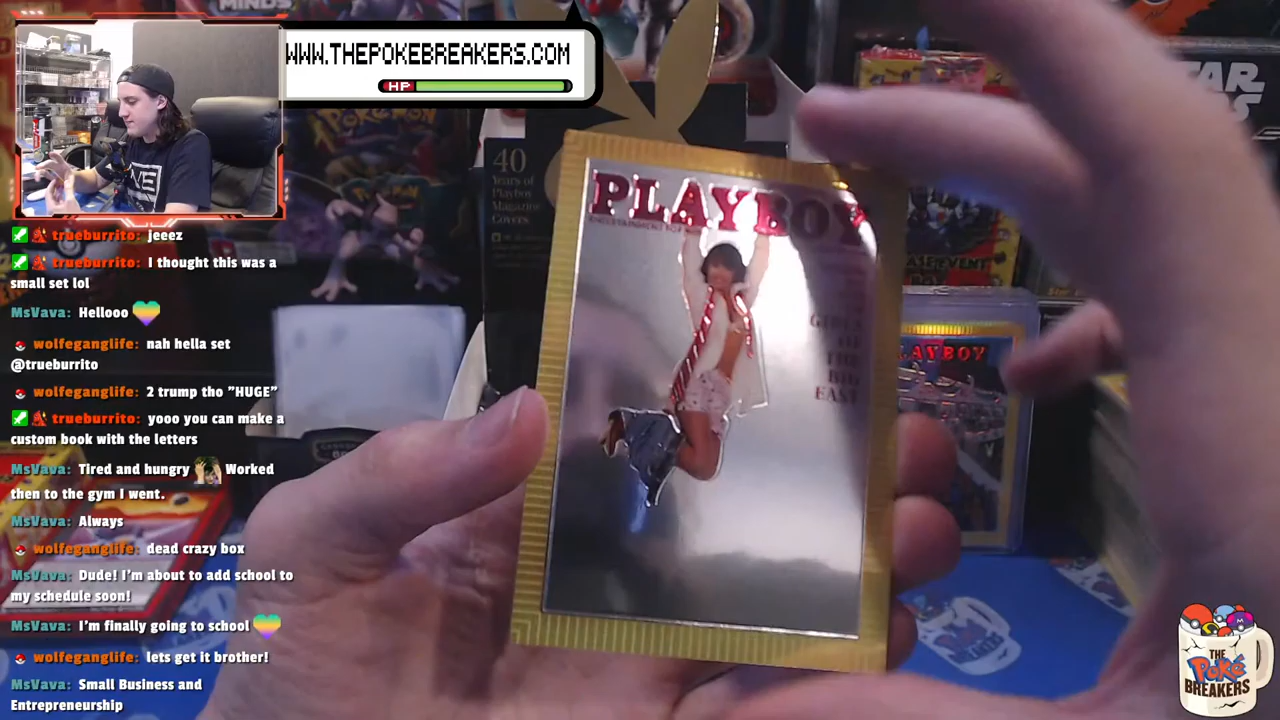 WWW.THEPOKEBREAKERS.COM
HP
trueburrito: jeeez
trueburrito: I thought this was a
small set lol
MsVava: Hellooo
wolfeganglife: nah hella set
@trueburrito
wolfeganglife: 2 trump tho "HUGE"
trueburrito: yooo you can make a
custom book with the letters
MsVava: Tired and hungry Worked
then to the gym I went.
MsVava: Always
wolfeganglife: dead crazy box
MsVava: Dude! I'm about to add school to
my schedule soon!
MsVava: I'm finally going to school
wolfeganglife: lets get it brother!
MsVava: Small Business and
Entrepreneurship
40
Years of
Playboy
Magazine
Covers
PLAYBOY
GIRLS
OF
THE
BIG
EAST
POKéMON
STAR
PLAYBOY
THE
Poké
BREAKERS